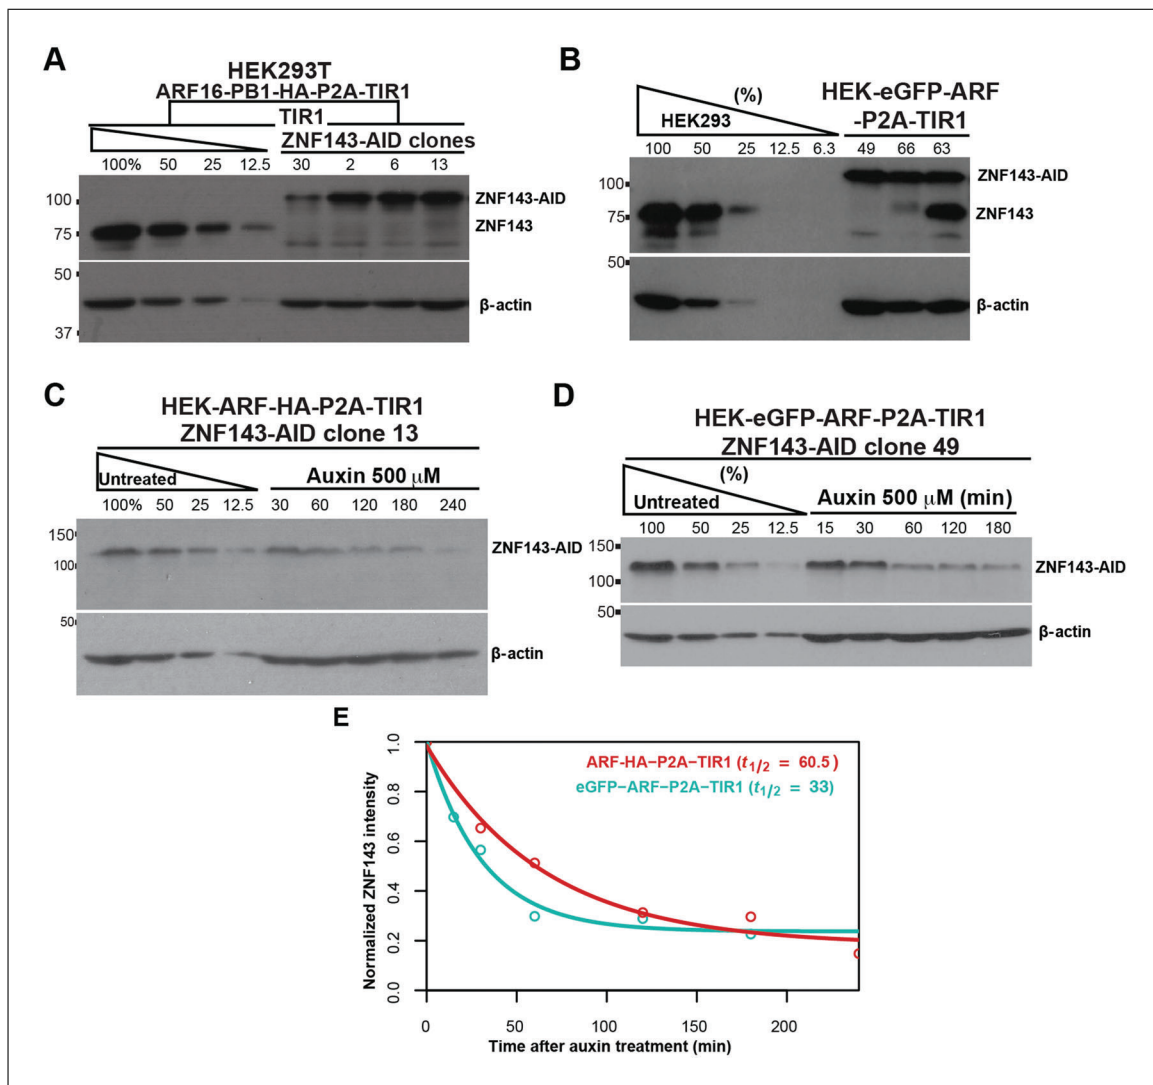 A
HEK293T
ARF16-PB1-HA-P2A-TIR1
TIR1
ZNF143-AID clones
100% 50 25 12.5 30 2 6 13
100
75
50
37
ZNF143-AID
ZNF143
β-actin
B
(%)
HEK293
HEK-eGFP-ARF
-P2A-TIR1
100 50 25 12.5 6.3 49 66 63
100
75
50
ZNF143-AID
ZNF143
β-actin
C
HEK-ARF-HA-P2A-TIR1
ZNF143-AID clone 13
Untreated
Auxin 500 μM
100% 50 25 12.5 30 60 120 180 240
150
100
50
ZNF143-AID
β-actin
D
HEK-eGFP-ARF-P2A-TIR1
ZNF143-AID clone 49
(%)
Untreated
Auxin 500 μM (min)
100 50 25 12.5 15 30 60 120 180
150
100
50
ZNF143-AID
β-actin
E
Normalized ZNF143 intensity
1.0
0.8
0.6
0.4
0.2
0.0
ARF-HA−P2A−TIR1 (t1/2 = 60.5)
eGFP−ARF−P2A−TIR1 (t1/2 = 33)
0 50 100 150 200
Time after auxin treatment (min)